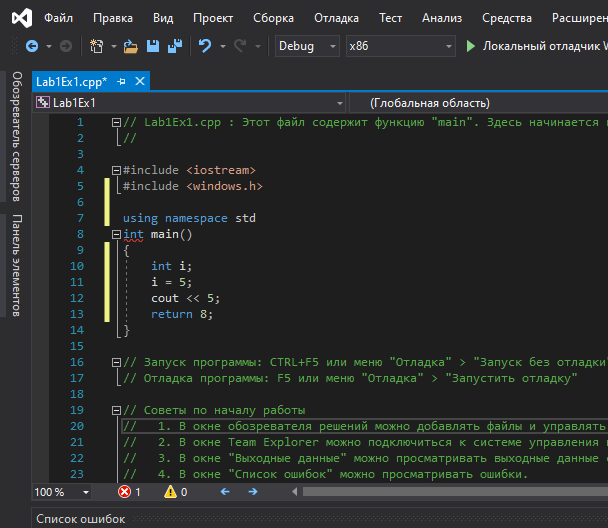 Файл Правка Вид Проект Сборка Отладка Тест Анализ Средства
Debug x86 Локальный отладчик
Обозреватель серверов
Панель элементов
Lab1Ex1.cpp*
Lab1Ex1 (Глобальная область)
1 // Lab1Ex1.cpp : Этот файл содержит функцию "main". Здесь начинается
2 //
3
4 #include <iostream>
5 #include <windows.h>
6
7 using namespace std
8 int main()
9 {
10 int i;
11 i = 5;
12 cout << 5;
13 return 8;
14 }
15
16 // Запуск программы: CTRL+F5 или меню "Отладка" > "Запуск без отладки"
17 // Отладка программы: F5 или меню "Отладка" > "Запустить отладку"
18
19 // Советы по началу работы
20 // 1. В окне обозревателя решений можно добавлять файлы и управлять
21 // 2. В окне Team Explorer можно подключиться к системе управления
22 // 3. В окне "Выходные данные" можно просматривать выходные данные
23 // 4. В окне "Список ошибок" можно просматривать ошибки.
100 % 1 0
Список ошибок